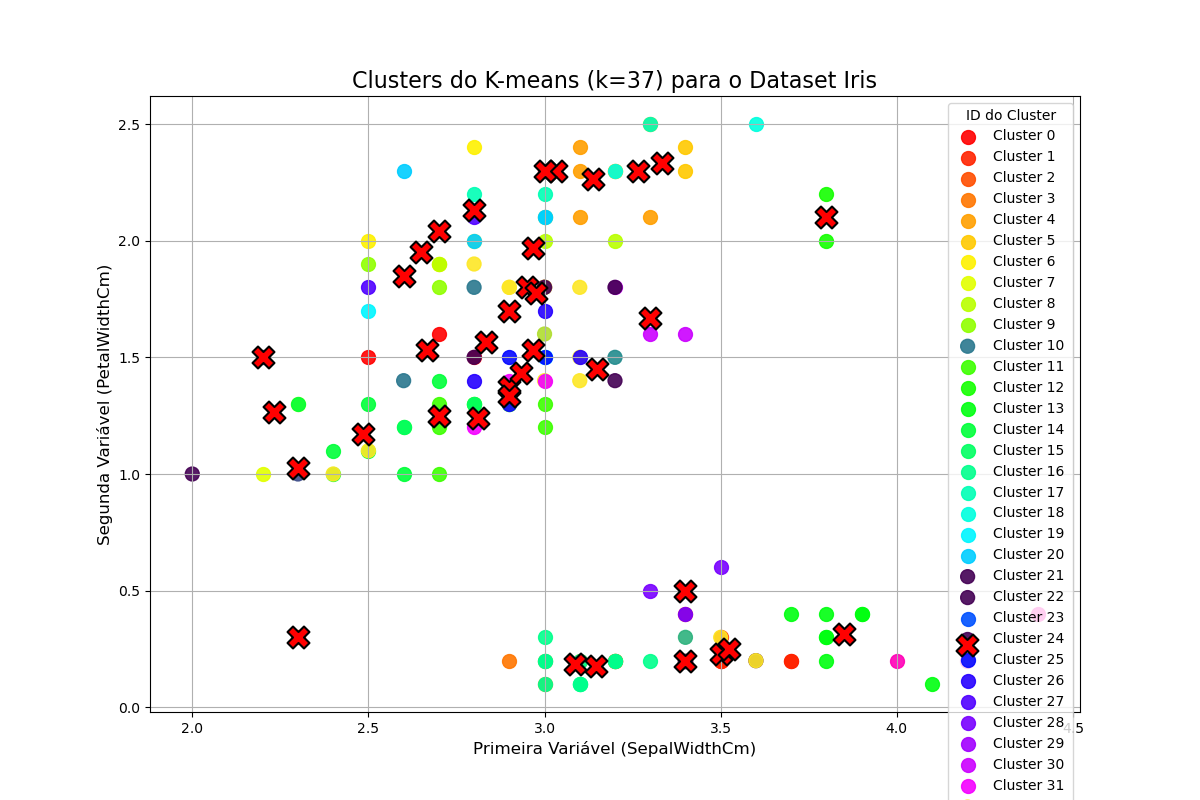 Clusters do K-means (k=37) para o Dataset Iris
ID do Cluster
Cluster 0
Cluster 1
Cluster 2
Cluster 3
Cluster 4
Cluster 5
Cluster 6
Cluster 7
Cluster 8
Cluster 9
Cluster 10
Cluster 11
Cluster 12
Cluster 13
Cluster 14
Cluster 15
Cluster 16
Cluster 17
Cluster 18
Cluster 19
Cluster 20
Cluster 21
Cluster 22
Cluster 23
Cluster 24
Cluster 25
Cluster 26
Cluster 27
Cluster 28
Cluster 29
Cluster 30
Cluster 31
2.5
2.0
1.5
1.0
0.5
0.0
Segunda Variável (PetalWidthCm)
2.0 2.5 3.0 3.5 4.0 4.5
Primeira Variável (SepalWidthCm)